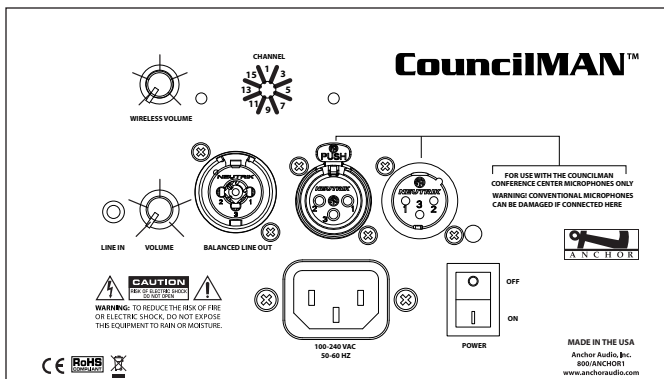 CHANNEL
CouncilMAN™
1
15 3
13 5
11 7
9
WIRELESS VOLUME
PUSH
NEUTRIK
2 1
3
NEUTRIK
2 1
3
NEUTRIK
1 3 2
FOR USE WITH THE COUNCILMAN
CONFERENCE CENTER MICROPHONES ONLY
WARNING! CONVENTIONAL MICROPHONES
CAN BE DAMAGED IF CONNECTED HERE
LINE IN
VOLUME
BALANCED LINE OUT
ANCHOR
CAUTION
RISK OF ELECTRIC SHOCK
DO NOT OPEN
WARNING: TO REDUCE THE RISK OF FIRE
OR ELECTRIC SHOCK, DO NOT EXPOSE
THIS EQUIPMENT TO RAIN OR MOISTURE.
OFF
ON
100-240 VAC
50-60 HZ
POWER
MADE IN THE USA
Anchor Audio, Inc.
800/ANCHOR1
www.anchoraudio.com
CE
RoHS
COMPLIANT